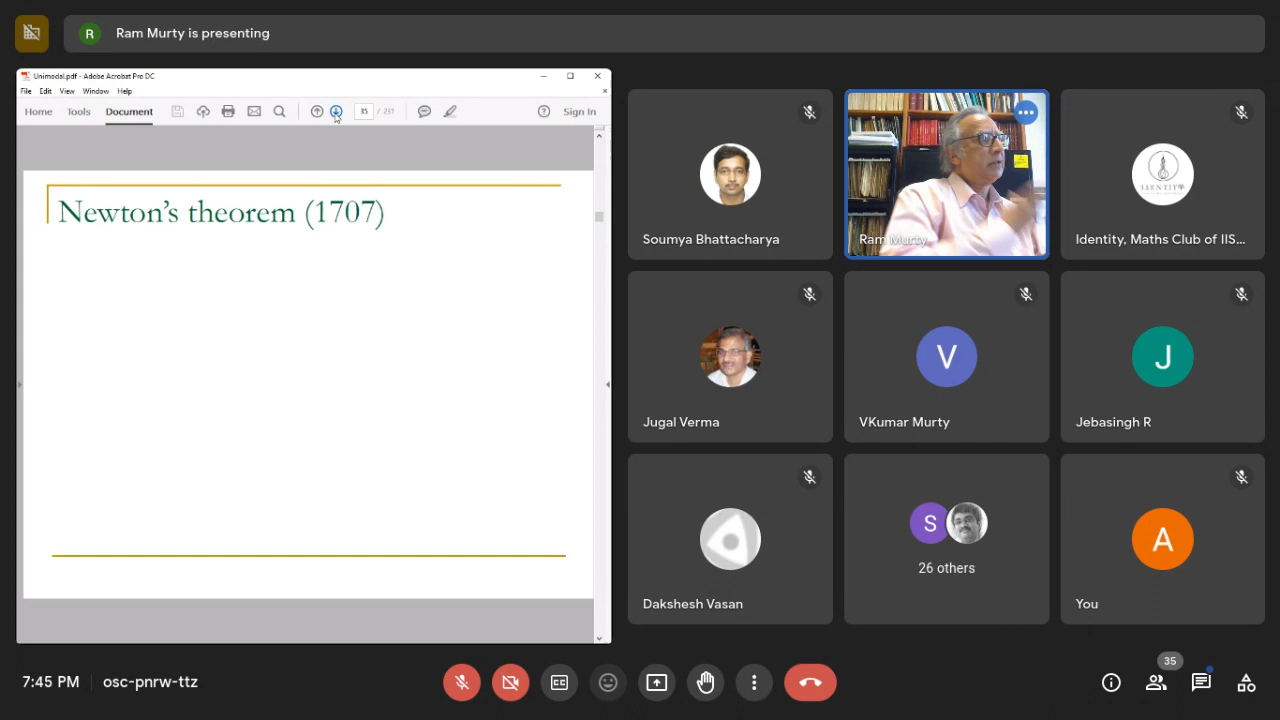 R
Ram Murty is presenting
Unimodal.pdf - Adobe Acrobat Pro DC
File Edit View Window Help
Home Tools Document 35 / 231 Sign In
Newton's theorem (1707)
Soumya Bhattacharya
Ram Murty
Identity, Maths Club of IIS...
Jugal Verma
V
VKumar Murty
J
Jebasingh R
Dakshesh Vasan
S
26 others
A
You
7:45 PM osc-pnrw-ttz
35